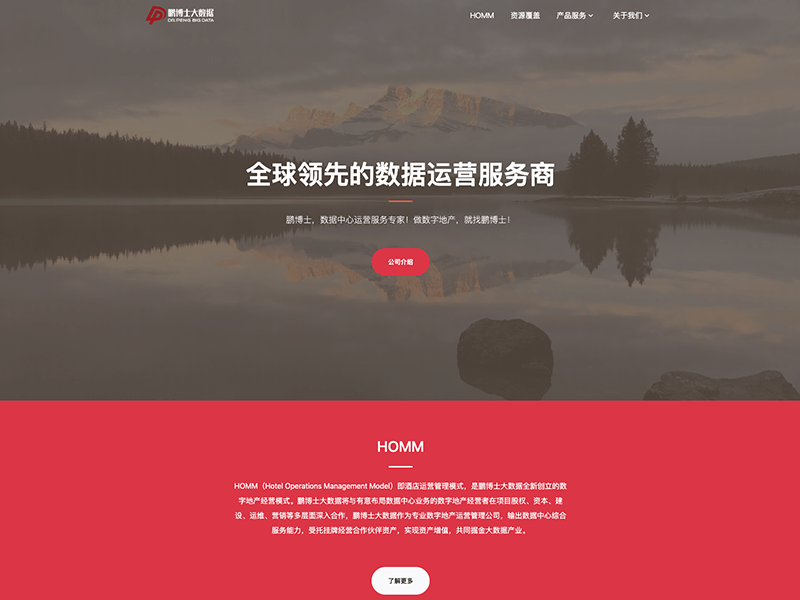 鹏博士大数据
DR PENG BIG DATA
HOMM 资源覆盖 产品服务 关于我们
全球领先的数据运营服务商
鹏博士，数据中心运营服务专家！做数字地产，就找鹏博士！
公司介绍
HOMM
HOMM（Hotel Operations Management Model）即酒店运营管理模式，是鹏博士大数据全新创立的数
字地产经营模式。鹏博士大数据将与有意布局数据中心业务的数字地产经营者在项目股权、资本、建
设、运维、营销等多层面深入合作，鹏博士大数据作为专业数字地产运营管理公司，输出数据中心综合
服务能力，受托挂牌经营合作伙伴资产，实现资产增值，共同掘金大数据产业。
了解更多